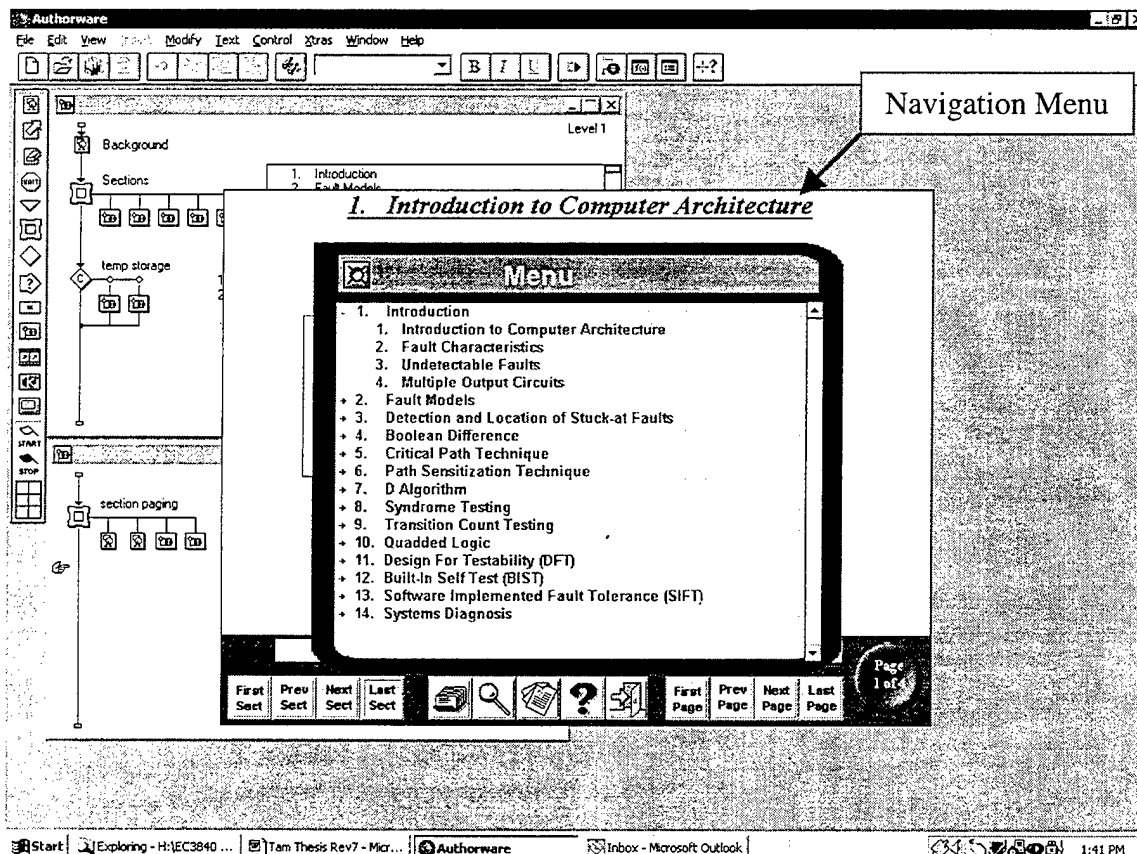 Authorware
File Edit View Insert Modify Text Control Xtras Window Help
B I U
Navigation Menu
Level 1
Background
Sections
1. Introduction
2. Fault Models
1. Introduction to Computer Architecture
temp storage
Menu
- 1. Introduction
1. Introduction to Computer Architecture
2. Fault Characteristics
3. Undetectable Faults
4. Multiple Output Circuits
+ 2. Fault Models
+ 3. Detection and Location of Stuck-at Faults
+ 4. Boolean Difference
+ 5. Critical Path Technique
+ 6. Path Sensitization Technique
+ 7. D Algorithm
+ 8. Syndrome Testing
+ 9. Transition Count Testing
+ 10. Quadded Logic
+ 11. Design For Testability (DFT)
+ 12. Built-In Self Test (BIST)
+ 13. Software Implemented Fault Tolerance (SIFT)
+ 14. Systems Diagnosis
WAIT
START
STOP
section paging
First Sect Prev Sect Next Sect Last Sect
First Page Prev Page Next Page Last Page
Page
1 of 4
Start Exploring - H:\EC3840 ... Tam Thesis Rev7 - Micr... Authorware Inbox - Microsoft Outlook 1:41 PM